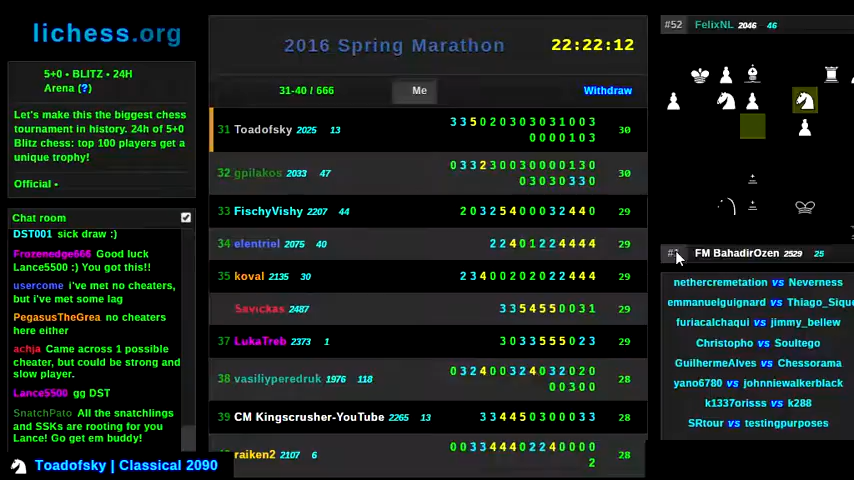 lichess.org
5+0 • BLITZ • 24H
Arena (?)
Let's make this the biggest chess
tournament in history. 24h of 5+0
Blitz chess: top 100 players get a
unique trophy!
Official •
Chat room
DST001 sick draw :)
Frozenedge666 Good luck
Lance5500 :) You got this!!
usercome i've met no cheaters,
but i've met some lag
PegasusTheGrea no cheaters
here either
achja Came across 1 possible
cheater, but could be strong and
slow player.
Lance5500 gg DST
SnatchPato All the snatchlings
and SSKs are rooting for you
Lance! Go get em buddy!
Toadofsky | Classical 2090
2016 Spring Marathon
22:22:12
31-40 / 666
Me
Withdraw
31 Toadofsky 2025 13 3 3 5 0 2 0 3 0 3 0 3 1 0 0 3 30
0 0 0 0 1 0 3
32 gpilakos 2033 47 0 3 3 2 3 0 0 3 0 0 0 0 1 3 0 30
0 3 0 3 0 3 3 0
33 FischyVishy 2207 44 2 0 3 2 5 4 0 0 0 3 2 4 4 0 29
34 elentriel 2075 40 2 2 4 0 1 2 2 4 4 4 4 29
35 koval 2135 30 2 3 4 0 0 2 0 2 0 2 2 4 4 4 29
Savickas 2487 3 3 5 4 5 5 0 0 3 1 29
37 LukaTreb 2373 1 3 0 3 3 5 5 5 0 2 3 29
38 vasiliyperedruk 1976 118 0 3 2 4 0 0 3 2 4 0 3 2 0 2 0 28
0 0 3 0 0
39 CM Kingscrusher-YouTube 2265 13 3 3 4 4 5 0 3 0 0 3 3 28
raiken2 2107 6 0 0 3 3 4 4 4 0 2 2 4 0 0 0 0 28
2
#52 FelixNL 2046 46
FM BahadirOzen 2529 25
nethercremetation vs Neverness
emmanuelguignard vs Thiago_Sique
furiacalchaqui vs jimmy_bellew
Christopho vs Soultego
GuilhermeAlves vs Chessorama
yano6780 vs johnniewalkerblack
k1337orisss vs k288
SRtour vs testingpurposes